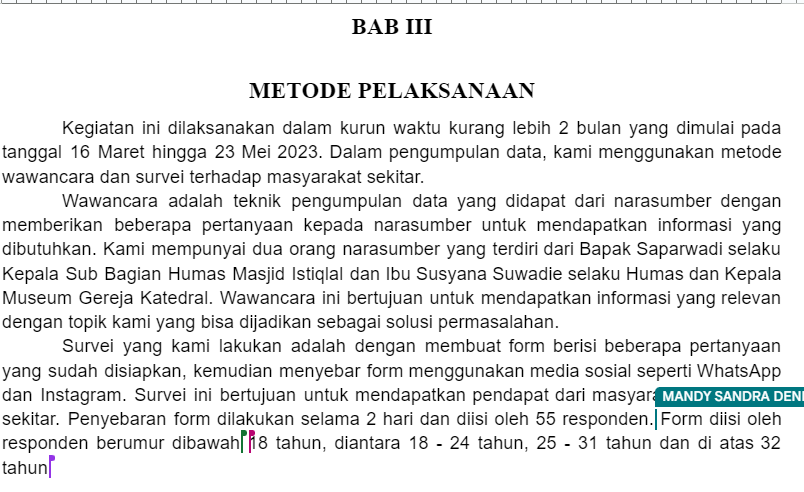 BAB III
METODE PELAKSANAAN
Kegiatan ini dilaksanakan dalam kurun waktu kurang lebih 2 bulan yang dimulai pada
tanggal 16 Maret hingga 23 Mei 2023. Dalam pengumpulan data, kami menggunakan metode
wawancara dan survei terhadap masyarakat sekitar.
Wawancara adalah teknik pengumpulan data yang didapat dari narasumber dengan
memberikan beberapa pertanyaan kepada narasumber untuk mendapatkan informasi yang
dibutuhkan. Kami mempunyai dua orang narasumber yang terdiri dari Bapak Saparwadi selaku
Kepala Sub Bagian Humas Masjid Istiqlal dan Ibu Susyana Suwadie selaku Humas dan Kepala
Museum Gereja Katedral. Wawancara ini bertujuan untuk mendapatkan informasi yang relevan
dengan topik kami yang bisa dijadikan sebagai solusi permasalahan.
Survei yang kami lakukan adalah dengan membuat form berisi beberapa pertanyaan
yang sudah disiapkan, kemudian menyebar form menggunakan media sosial seperti WhatsApp
dan Instagram. Survei ini bertujuan untuk mendapatkan pendapat dari MANDY SANDRA
sekitar. Penyebaran form dilakukan selama 2 hari dan diisi oleh 55 responden. Form diisi oleh
responden berumur dibawah 18 tahun, diantara 18 - 24 tahun, 25 - 31 tahun dan di atas 32
tahun